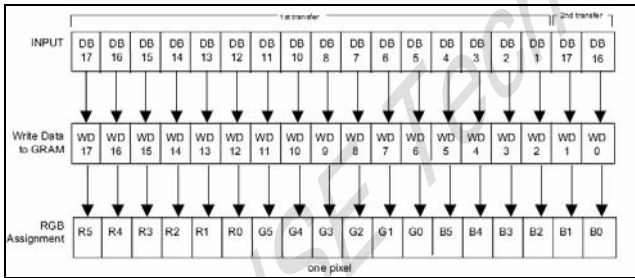 1st transfer 2nd transfer
INPUT DB DB DB DB DB DB DB DB DB DB DB DB DB DB DB DB DB DB
17 16 15 14 13 12 11 10 8 7 6 5 4 3 2 1 17 16
Write Data WD WD WD WD WD WD WD WD WD WD WD WD WD WD WD WD WD WD
to GRAM 17 16 15 14 13 12 11 10 9 8 7 6 5 4 3 2 1 0
RGB
Assignment R5 R4 R3 R2 R1 R0 G5 G4 G3 G2 G1 G0 B5 B4 B3 B2 B1 B0
one pixel